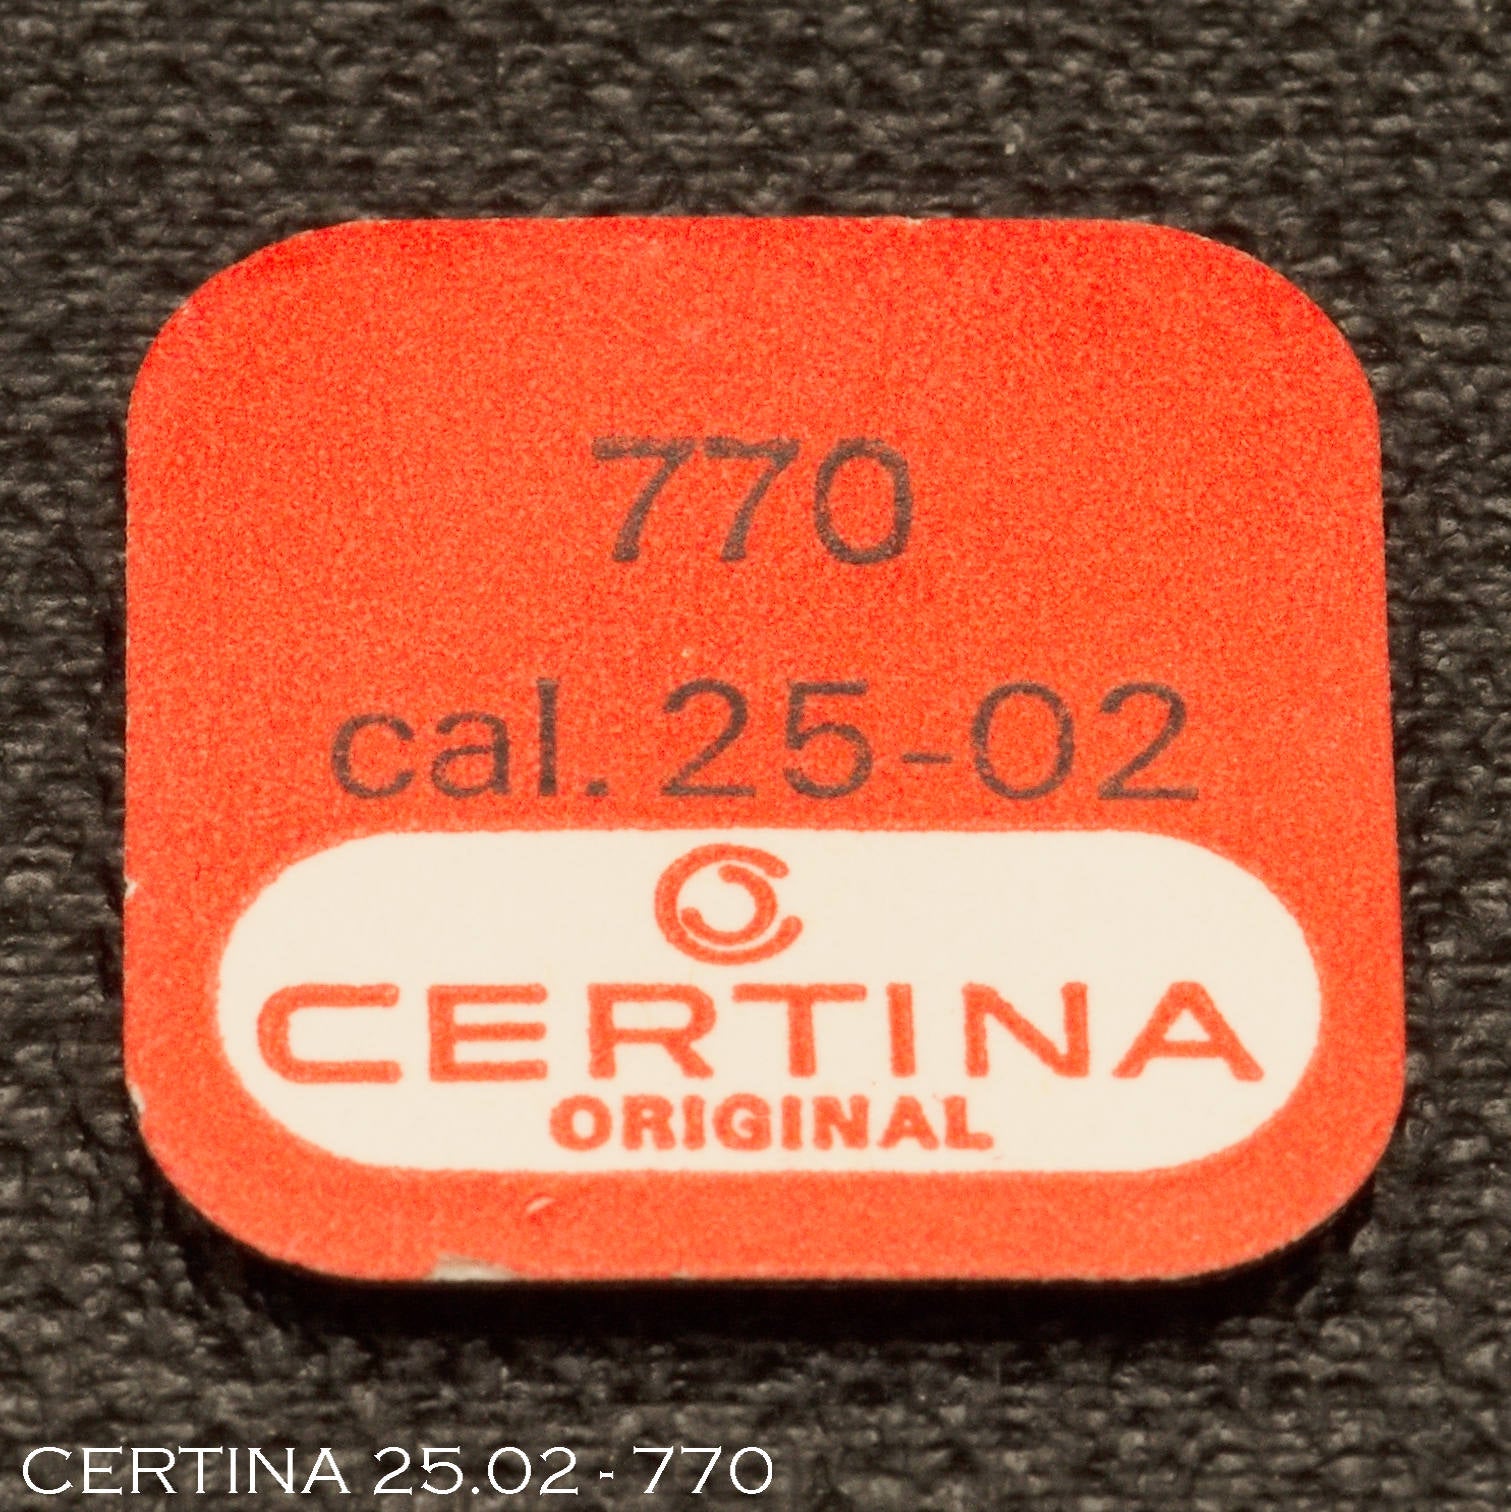 770
cal. 25-02
CERTINA
ORIGINAL
CERTINA 25.02 - 770